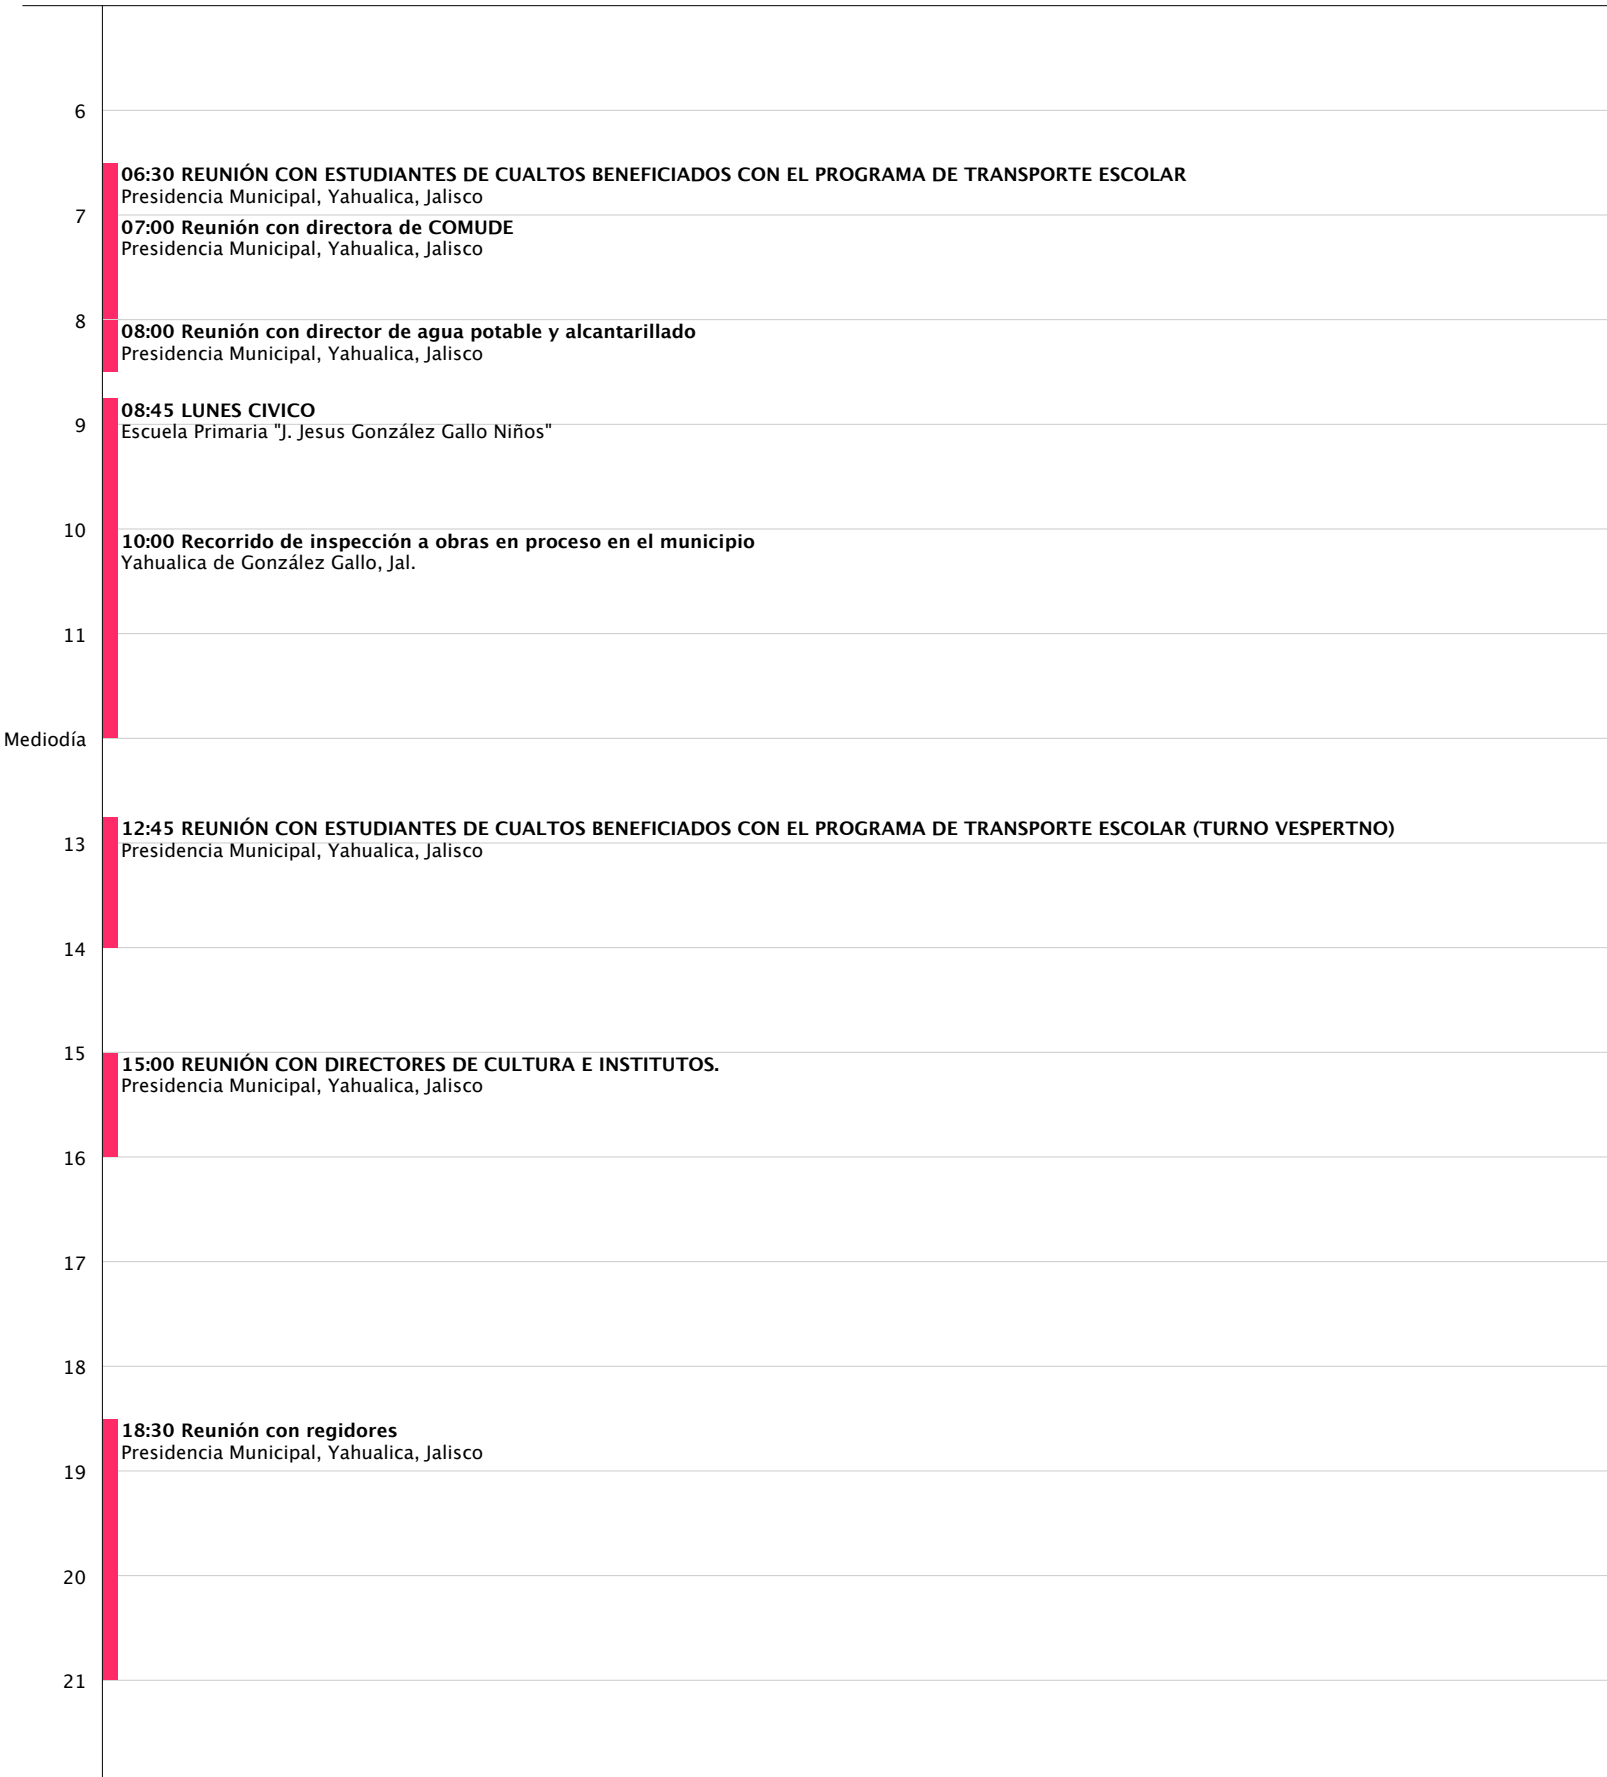 6
06:30 REUNIÓN CON ESTUDIANTES DE CUALTOS BENEFICIADOS CON EL PROGRAMA DE TRANSPORTE ESCOLAR
Presidencia Municipal, Yahualica, Jalisco
7
07:00 Reunión con directora de COMUDE
Presidencia Municipal, Yahualica, Jalisco
8
08:00 Reunión con director de agua potable y alcantarillado
Presidencia Municipal, Yahualica, Jalisco
08:45 LUNES CIVICO
9
Escuela Primaria "J. Jesus González Gallo Niños"
10
10:00 Recorrido de inspección a obras en proceso en el municipio
Yahualica de González Gallo, Jal.
11
Mediodía
12:45 REUNIÓN CON ESTUDIANTES DE CUALTOS BENEFICIADOS CON EL PROGRAMA DE TRANSPORTE ESCOLAR (TURNO VESPERTNO)
13
Presidencia Municipal, Yahualica, Jalisco
14
15
15:00 REUNIÓN CON DIRECTORES DE CULTURA E INSTITUTOS.
Presidencia Municipal, Yahualica, Jalisco
16
17
18
18:30 Reunión con regidores
Presidencia Municipal, Yahualica, Jalisco
19
20
21